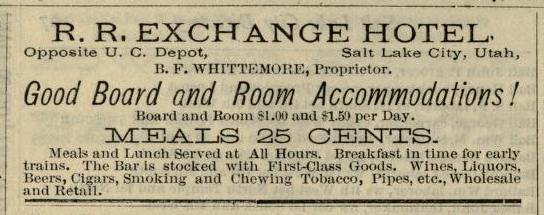 R. R. EXCHANGE HOTEL.
Opposite U. C. Depot, Salt Lake City, Utah,
B. F. WHITTEMORE, Proprietor.
Good Board and Room Accommodations!
Board and Room $1.00 and $1.50 per Day.
MEALS 25 CENTS.
Meals and Lunch Served at All Hours. Breakfast in time for early
trains. The Bar is stocked with First-Class Goods. Wines, Liquors,
Beers, Cigars, Smoking and Chewing Tobacco, Pipes, etc., Wholesale
and Retail.